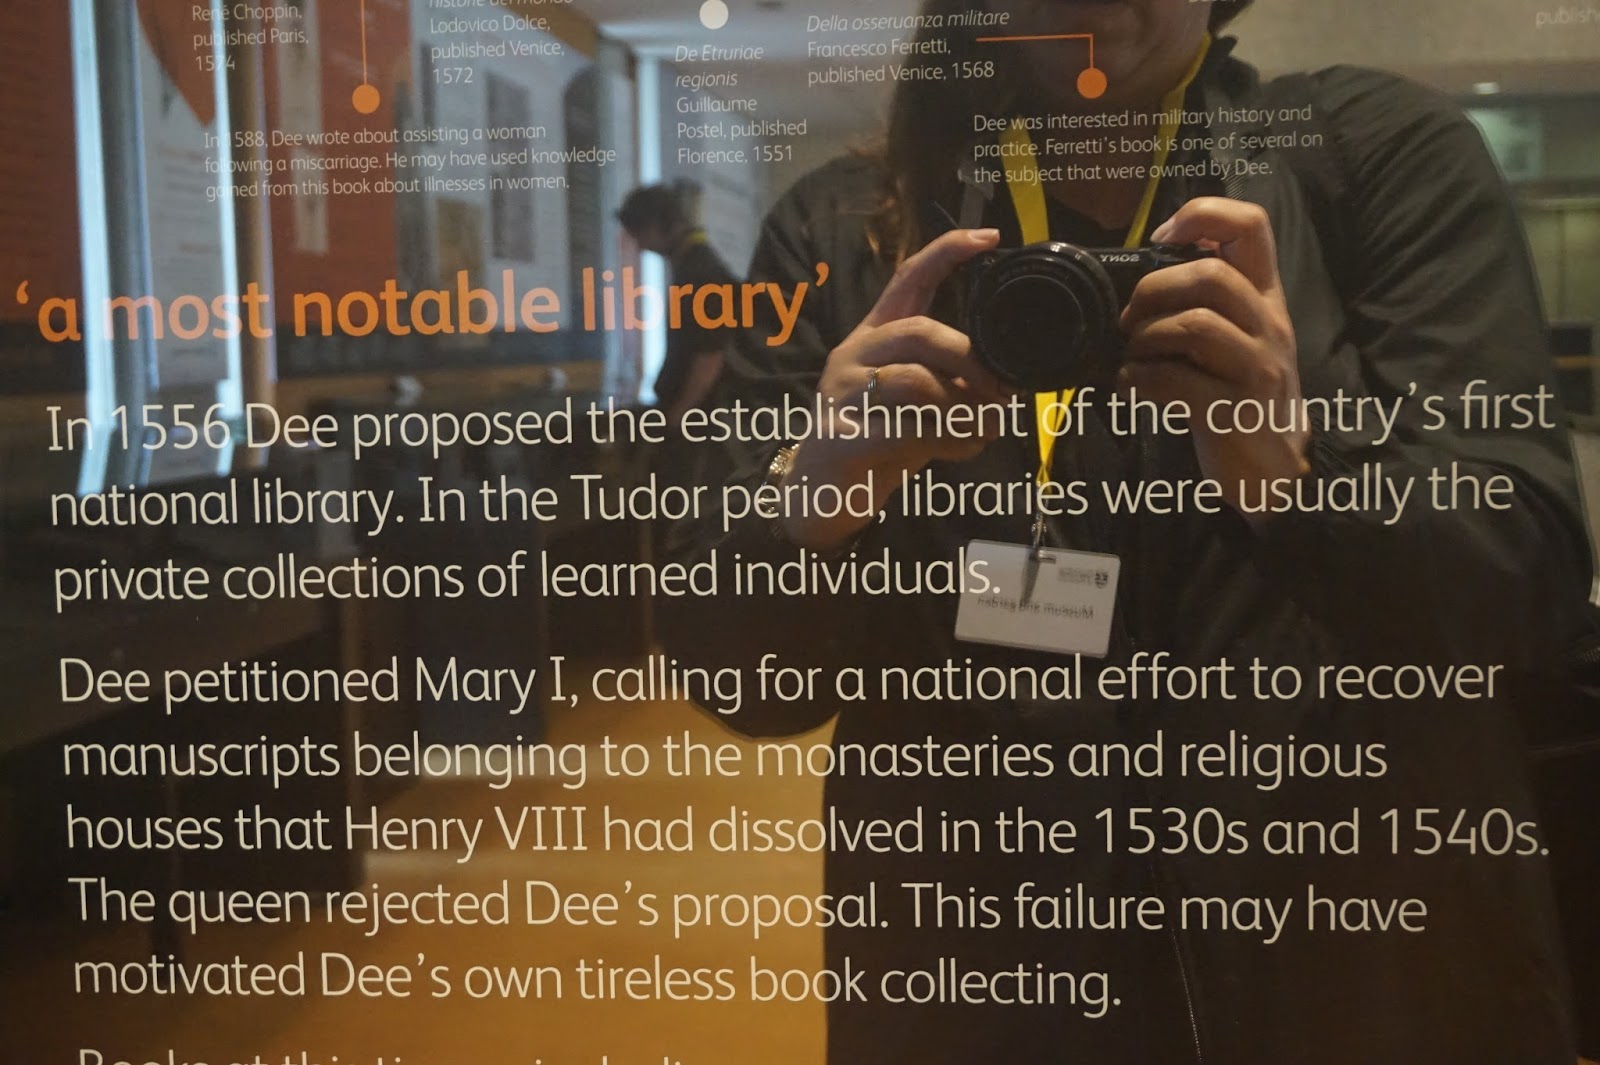 René Choppin,
published Paris,
1574
Lodovico Dolce,
published Venice,
1572
De Etruriae
regionis
Guillaume
Postel, published
Florence, 1551
Della osseruanza militare
Francesco Ferretti,
published Venice, 1568
In 1588, Dee wrote about assisting a woman
following a miscarriage. He may have used knowledge
gained from this book about illnesses in women.
Dee was interested in military history and
practice. Ferretti's book is one of several on
the subject that were owned by Dee.
'a most notable library'
In 1556 Dee proposed the establishment of the country's first
national library. In the Tudor period, libraries were usually the
private collections of learned individuals.
Dee petitioned Mary I, calling for a national effort to recover
manuscripts belonging to the monasteries and religious
houses that Henry VIII had dissolved in the 1530s and 1540s.
The queen rejected Dee's proposal. This failure may have
motivated Dee's own tireless book collecting.
SONY